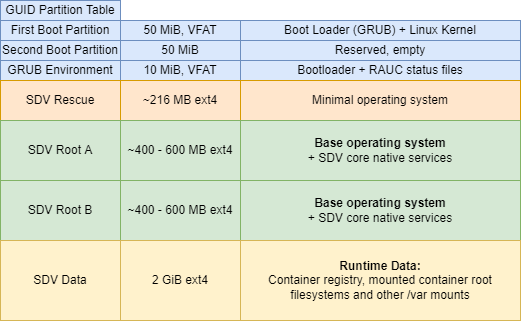 GUID Partition Table
First Boot Partition 50 MiB, VFAT Boot Loader (GRUB) + Linux Kernel
Second Boot Partition 50 MiB Reserved, empty
GRUB Environment 10 MiB, VFAT Bootloader + RAUC status files
SDV Rescue ~216 MB ext4 Minimal operating system
SDV Root A ~400 - 600 MB ext4 Base operating system
+ SDV core native services
SDV Root B ~400 - 600 MB ext4 Base operating system
+ SDV core native services
SDV Data 2 GiB ext4 Runtime Data:
Container registry, mounted container root
filesystems and other /var mounts